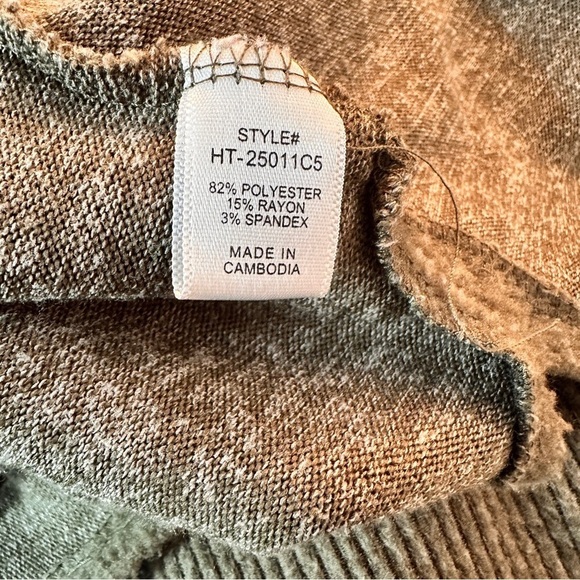 STYLE#
HT-25011C5
82% POLYESTER
15% RAYON
3% SPANDEX
MADE IN
CAMBODIA